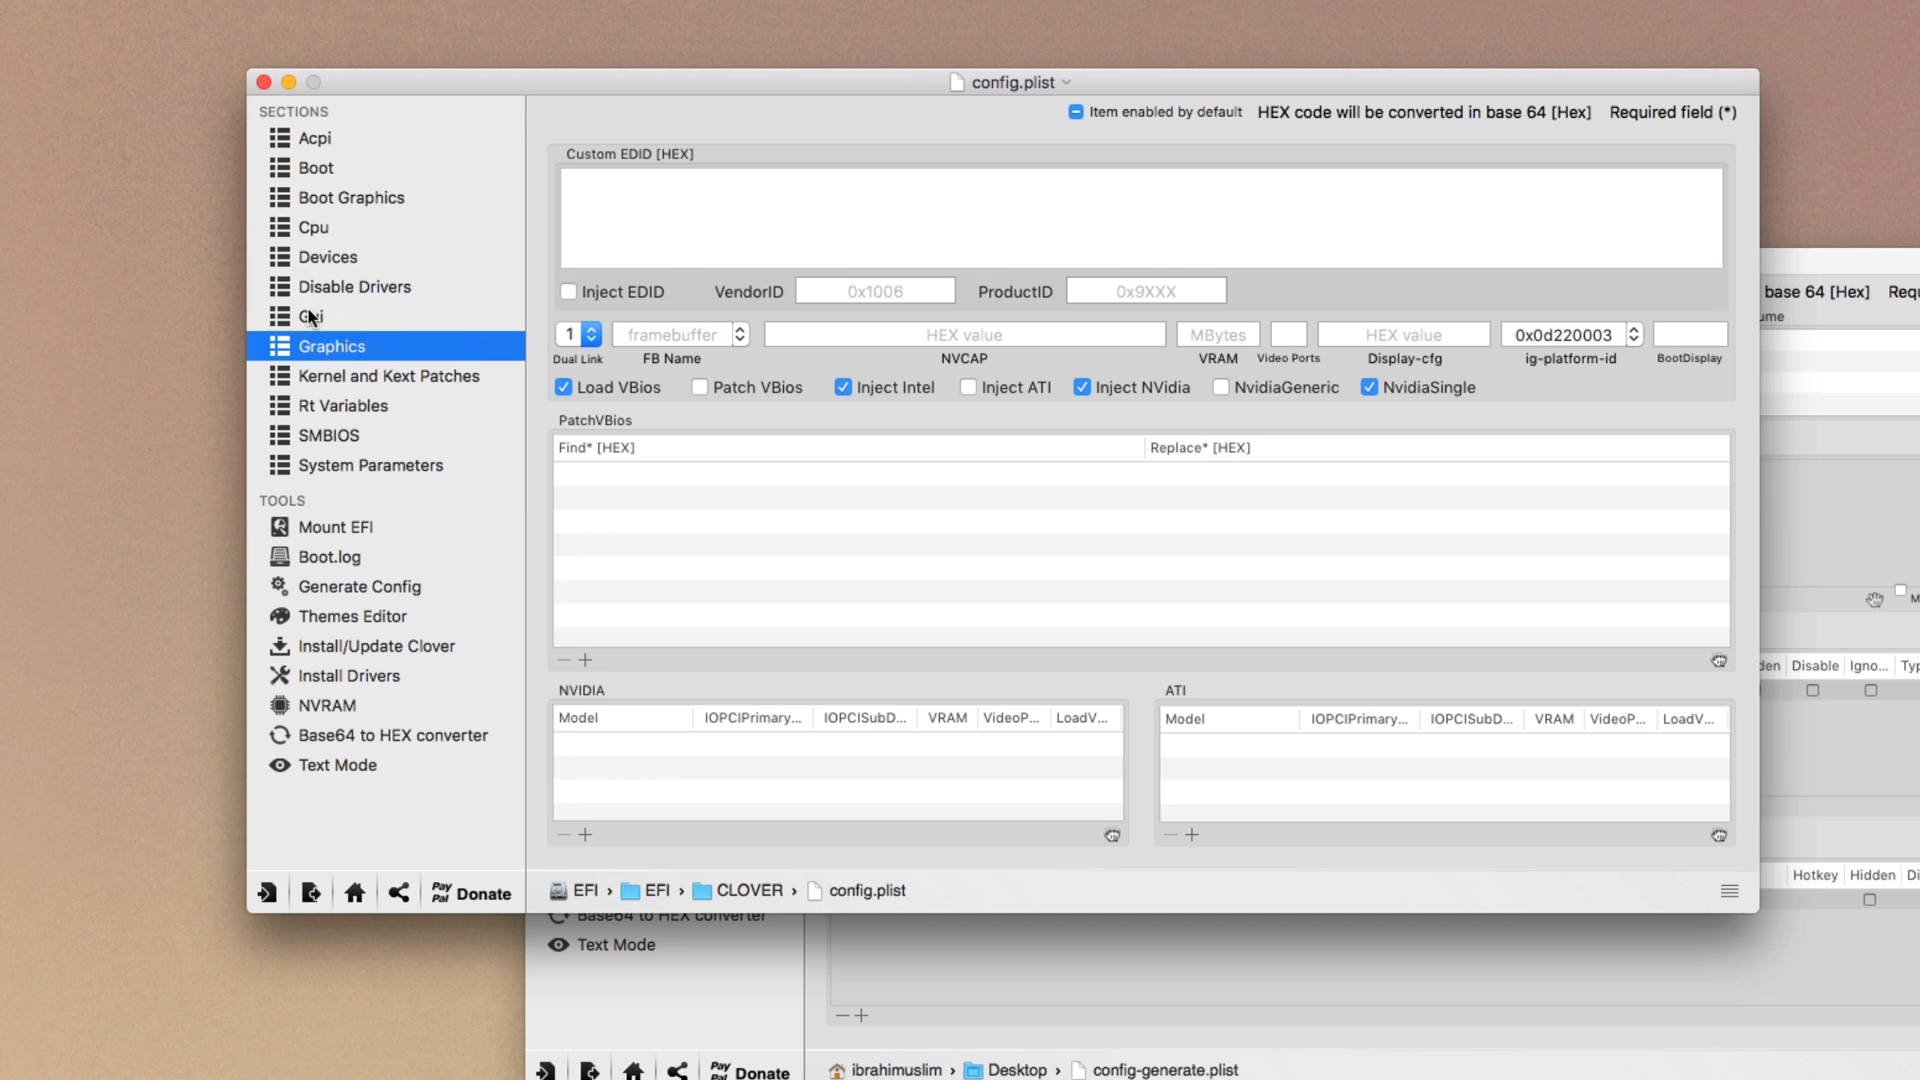 config.plist
SECTIONS
Acpi
Boot
Boot Graphics
Cpu
Devices
Disable Drivers
Graphics
Kernel and Kext Patches
Rt Variables
SMBIOS
System Parameters
TOOLS
Mount EFI
Boot.log
Generate Config
Themes Editor
Install/Update Clover
Install Drivers
NVRAM
Base64 to HEX converter
Text Mode
PayPal Donate
Item enabled by default HEX code will be converted in base 64 [Hex] Required field (*)
Custom EDID [HEX]
Inject EDID VendorID 0x1006 ProductID 0x9XXX
1 framebuffer HEX value MBytes HEX value 0x0d220003
Dual Link FB Name NVCAP VRAM Video Ports Display-cfg ig-platform-id BootDisplay
Load VBios Patch VBios Inject Intel Inject ATI Inject NVidia NvidiaGeneric NvidiaSingle
PatchVBios
Find* [HEX] Replace* [HEX]
NVIDIA
Model IOPCIPrimary... IOPCISubD... VRAM VideoP... LoadV...
ATI
Model IOPCIPrimary... IOPCISubD... VRAM VideoP... LoadV...
EFI › EFI › CLOVER › config.plist
base 64 [Hex]
Disable Igno...
Hotkey Hidden
Base64 to HEX converter
Text Mode
PayPal Donate
ibrahimuslim › Desktop › config-generate.plist